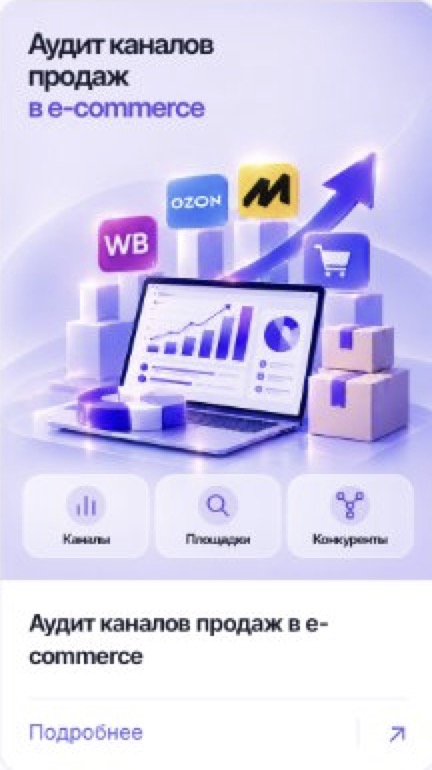 Аудит каналов
продаж
в e-commerce
WB
OZON
M
Каналы
Площадки
Конкуренты
Аудит каналов продаж в e-
commerce
Подробнее